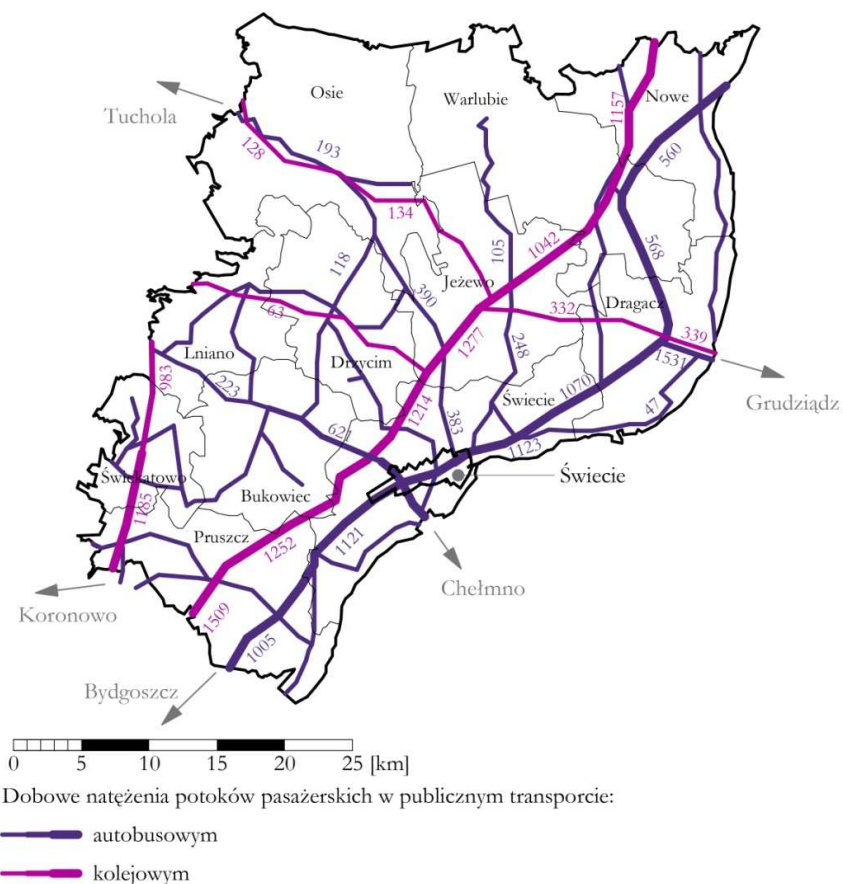 Osie
Warlubie
Nowe
Tuchola
1157
128
193
560
134
1042
105
118
390
568
Jeżewo
Dragacz
63
332
339
1277
Lniano
Drzycim
248
1531
983
223
1214
1070
Świecie
Grudziądz
47
383
621
1123
Świekatowo
Świecie
1185
Bukowiec
Pruszcz
1252
1121
Chełmno
Koronowo
1509
1005
Bydgoszcz
0 5 10 15 20 25 [km]
Dobowe natężenia potoków pasażerskich w publicznym transporcie:
autobusowym
kolejowym